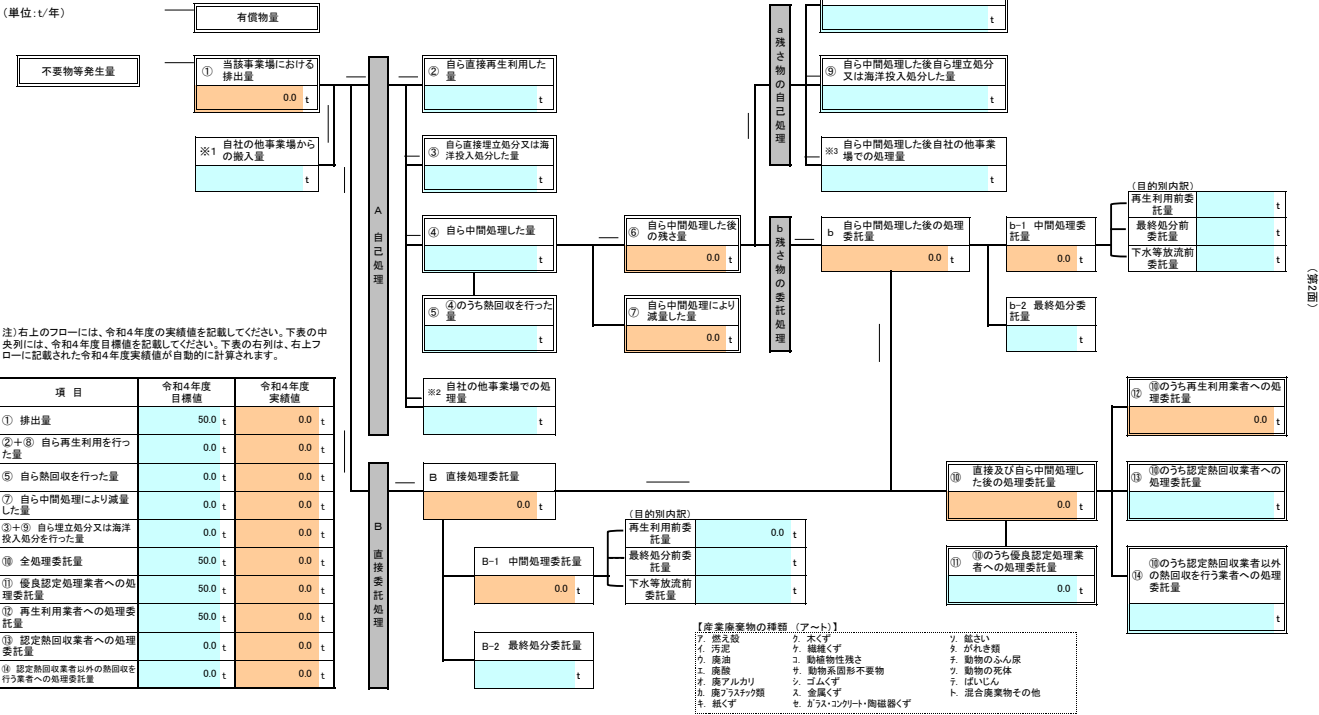 (単位:t/年)
有償物量
不要物等発生量
① 当該事業場における
排出量
0.0 t
※1 自社の他事業場から
の搬入量
t
A 自己処理
② 自ら直接再生利用した
量
t
③ 自ら直接埋立処分又は海
洋投入処分した量
t
④ 自ら中間処理した量
t
⑤ ④のうち熱回収を行った
量
t
※2 自社の他事業場での処
理量
t
⑥ 自ら中間処理した後
の残さ量
0.0 t
⑦ 自ら中間処理により
減量した量
0.0 t
a 残さ物の自己処理
t
⑨ 自ら中間処理した後自ら埋立処分
又は海洋投入処分した量
t
※3 自ら中間処理した後自社の他事業
場での処理量
t
b 残さ物の委託処理
b 自ら中間処理した後の処理
委託量
0.0 t
b-1 中間処理委
託量
0.0 t
(目的別内訳)
再生利用前委
託量
t
最終処分前
委託量
t
下水等放流前
委託量
t
b-2 最終処分委
託量
t
(第2面)
注)右上のフローには、令和4年度の実績値を記載してください。下表の中
央列には、令和4年度目標値を記載してください。下表の右列は、右上フ
ローに記載された令和4年度実績値が自動的に計算されます。
項 目 令和4年度
目標値 令和4年度
実績値
① 排出量 50.0 t 0.0 t
②+⑧ 自ら再生利用を行っ
た量 0.0 t 0.0 t
⑤ 自ら熱回収を行った量 0.0 t 0.0 t
⑦ 自ら中間処理により減量
した量 0.0 t 0.0 t
③+⑨ 自ら埋立処分又は海洋
投入処分を行った量 0.0 t 0.0 t
⑩ 全処理委託量 50.0 t 0.0 t
⑪ 優良認定処理業者への処
理委託量 50.0 t 0.0 t
⑫ 再生利用業者への処理委
託量 50.0 t 0.0 t
⑬ 認定熱回収業者への処理
委託量 0.0 t 0.0 t
⑭ 認定熱回収業者以外の熱回収を
行う業者への処理委託量 0.0 t 0.0 t
B 直接委託処理
B 直接処理委託量
0.0 t
B-1 中間処理委託量
0.0 t
(目的別内訳)
再生利用前委
託量
0.0 t
最終処分前委
託量
t
下水等放流前
委託量
t
B-2 最終処分委託量
t
⑩ 直接及び自ら中間処理し
た後の処理委託量
0.0 t
⑪ ⑩のうち優良認定処理業
者への処理委託量
0.0 t
⑫ ⑩のうち再生利用業者への処
理委託量
0.0 t
⑬ ⑩のうち認定熱回収業者への
処理委託量
t
⑭ ⑩のうち認定熱回収業者以外
の熱回収を行う業者への処理
委託量
t
【産業廃棄物の種類 (ア~ト)】
ア. 燃え殻 ク. 木くず ソ. 鉱さい
イ. 汚泥 ケ. 繊維くず タ. がれき類
ウ. 廃油 コ. 動植物性残さ チ. 動物のふん尿
エ. 廃酸 サ. 動物系固形不要物 ツ. 動物の死体
オ. 廃アルカリ シ. ゴムくず テ. ばいじん
カ. 廃プラスチック類 ス. 金属くず ト. 混合廃棄物その他
キ. 紙くず セ. ガラス・コンクリート・陶磁器くず